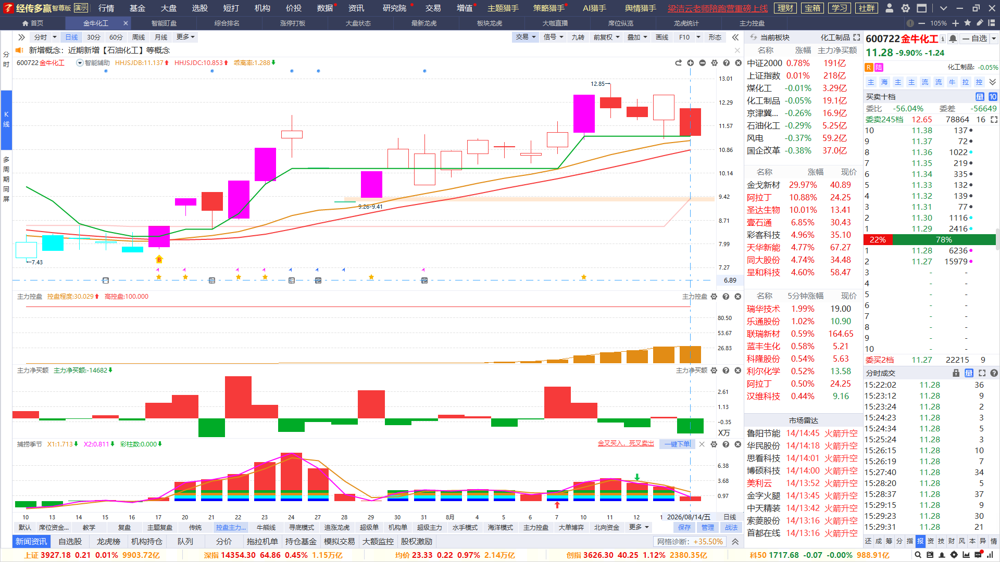 经传多赢 智尊版 演示 行情 基金 大盘 选股 短打 机构 价投 数据 资讯 研究院 交易 增值 主题猎手 策略猎手 AI猎手 舆情猎手 梁洁云老师陪跑营重磅上线 理财 宝箱 学习 社群
首页 金牛化工 智能盯盘 综合排名 涨停打板 大盘状态 最新龙虎 板块龙虎 大咖直播 席位纵览 龙虎统计 主力控盘 105%
分时 日线 30分 60分 周线 月线 更多 交易 信号 九转 前复权 叠加 画线 F10 形态
新增概念：近期新增【石油化工】等概念
600722 金牛化工 智能辅助 HHJSJDB:11.137 HHJSJDC:10.853 乖离率:1.288
分时
K线
多周期同屏
12.85
13.01
12.29
11.57
10.86
10.14
9.42
8.71
7.99
7.27
6.89
9.26-9.41
7.43
B
主力控盘 控盘程度:30.029 高控盘:100.000 主力控盘
80.50
53.67
26.83
主力净买额 主力净买额:-14682 主力净买额
2.61
1.13
-0.35
X万
捕捞季节 X1:1.713 X2:0.811 彩柱数:0.000 金叉买入，死叉卖出 一键下单
6.38
3.68
0.97
10 13 14 15 16 17 20 21 22 23 24 27 28 29 30 31 8月 4 5 6 7 10 11 12 1 2026/08/14/五 日线
默认 席位资金... 教学 复盘 主题复盘 传统 控盘主力... 牛能线 寻底模式 追涨龙虎 超级单 机构单 超级主力 水手模式 海洋模式 主力控盘 大单博弈 北向资金 更多 保存 管理 战法
新闻资讯 自选股 龙虎榜 机构持仓 队列 分价 拖拉机单 持仓基金 模拟交易 大额监控 股权激励 网格诊断：+35.50%
当前板块 化工制品
名称 涨幅 主力净买额
中证2000 0.78% 191亿
上证指数 0.01% 218亿
煤化工 -0.01% 3.29亿
化工制品 -0.05% 19.1亿
京津冀... -0.26% 16.9亿
石油化工 -0.29% 5.25亿
风电 -0.37% 59.2亿
国企改革 -0.38% 37.0亿
名称 涨幅 现价
金戈新材 29.97% 40.89
阿拉丁 10.88% 24.25
圣达生物 10.01% 13.41
壹石通 6.85% 30.43
彩客科技 4.96% 35.10
天华新能 4.77% 67.27
同大股份 4.74% 34.48
呈和科技 4.60% 58.47
名称 5分钟涨幅 现价
瑞华技术 1.99% 19.00
乐通股份 1.02% 10.90
联瑞新材 0.59% 164.65
蓝丰生化 0.58% 5.21
科隆股份 0.54% 5.63
利尔化学 0.52% 13.58
阿拉丁 0.50% 24.25
汉维科技 0.44% 9.16
市场雷达
鲁阳节能 14/14:45 火箭升空
华民股份 14/14:18 火箭升空
思看科技 14/14:01 火箭升空
博硕科技 14/14:00 火箭升空
美利云 14/13:52 火箭升空
金字火腿 14/13:45 火箭升空
中天精装 14/13:42 火箭升空
索菱股份 14/13:16 火箭升空
首都在线 14/13:16 火箭升空
600722 金牛化工 自选
11.28 -9.90% -1.24
R 陆 化工制品: -0.05%
主 海 主 主 流 流 牛 拉 控
买卖十档 量 10
委比 -56.04% 委差 -56649
委卖245档 12.65 78864 16
10 11.38 137
9 11.37 72
8 11.36 1022
7 11.35 219
6 11.34 335
5 11.33 132
4 11.32 139
3 11.31 77
2 11.30 1116
1 11.29 2416
22% 78%
1 11.28 6236
2 11.27 15979
3 - -
4 - -
5 - -
6 - -
7 - -
8 - -
9 - -
10 - -
委买2档 11.27 22215 9
分时成交 量
15:22:02 11.28 36
15:23:12 11.28 9
15:23:24 11.28 2
15:24:23 11.28 3
15:24:34 11.28 5
15:25:24 11.28 3
15:26:15 11.28 10
15:26:19 11.28 7
15:27:40 11.28 34
15:28:20 11.28 5
15:28:37 11.28 37
15:29:15 11.28 9
15:29:23 11.28 30
15:29:31 11.28 21
还 成 筹 分 指 报 资 技 财 风 本 异 情
上证 3927.18 0.21 0.01% 9903.72亿 深指 14354.30 64.86 0.45% 1.15万亿 均价 23.33 0.22 0.97% 2.14万亿 创指 3626.30 40.25 1.12% 2380.35亿 科50 1717.68 -0.07 -0.00% 988.91亿